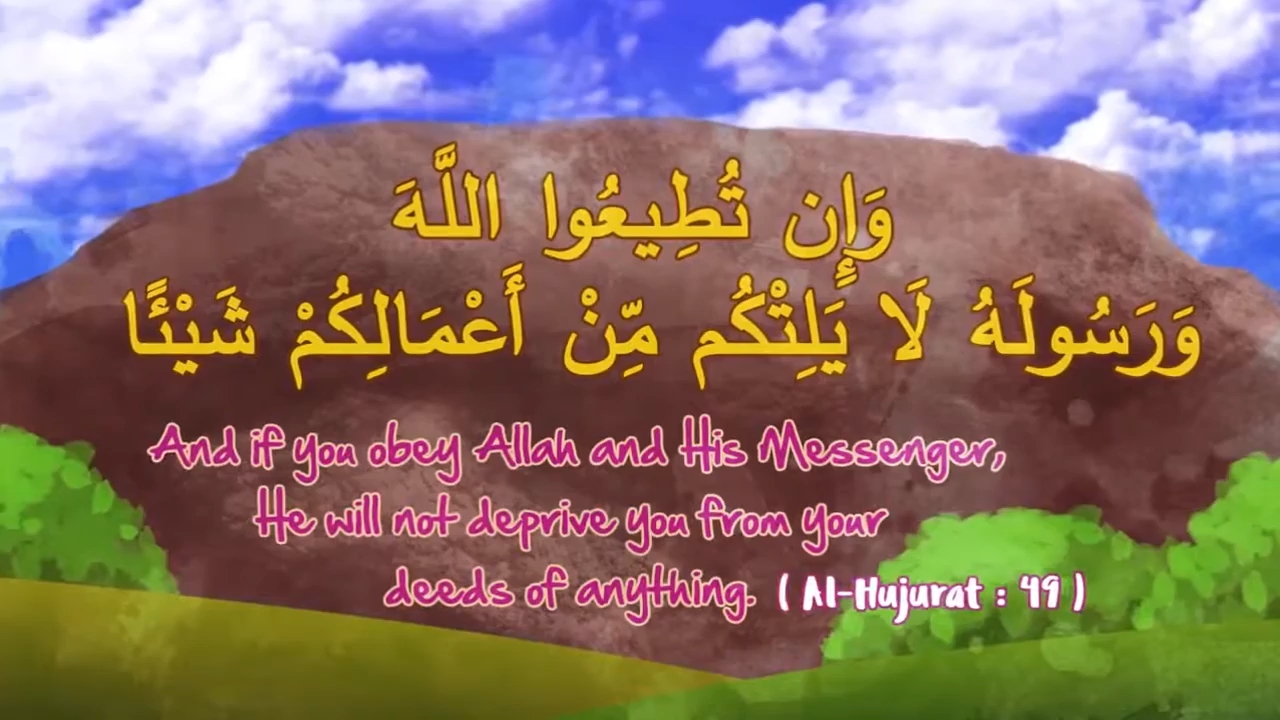 وَإِن تُطِيعُوا اللَّهَ
وَرَسُولَهُ لَا يَلِتْكُم مِّنْ أَعْمَالِكُمْ شَيْئًا
And if you obey Allah and His Messenger,
He will not deprive you from your
deeds of anything. ( Al-Hujurat : 49 )